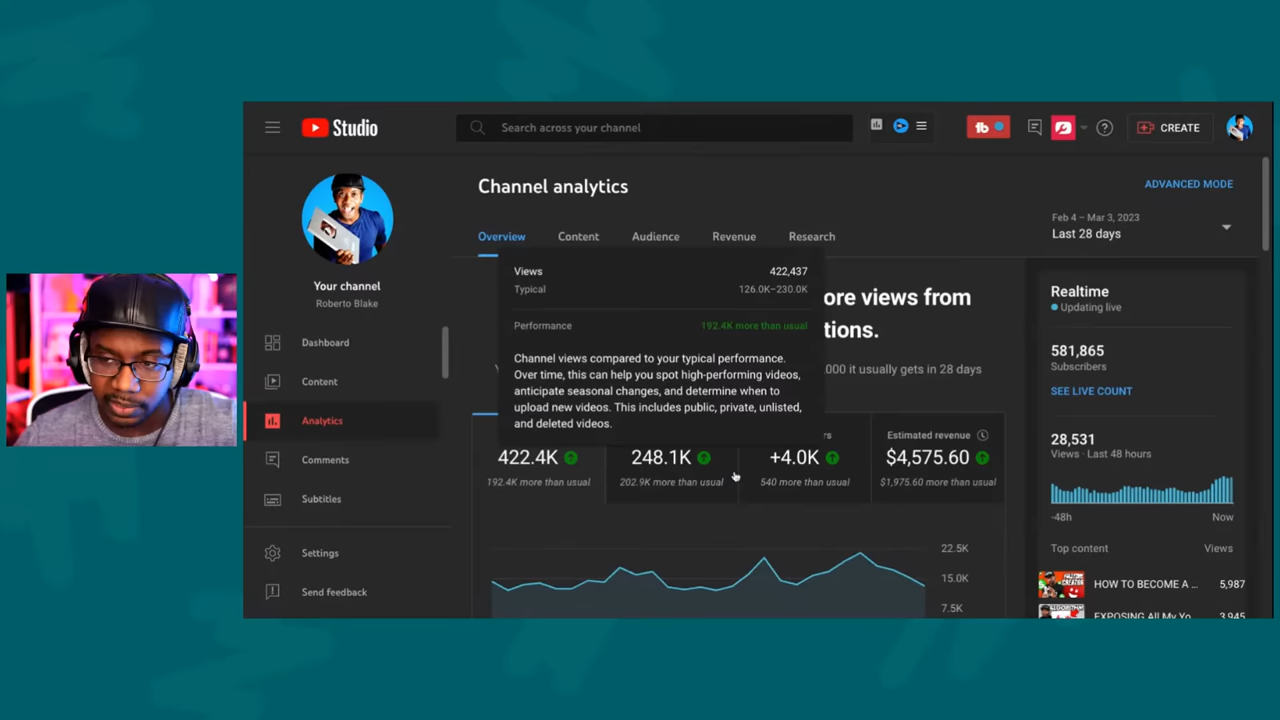 Studio
Search across your channel
tb
?
CREATE
Channel analytics
ADVANCED MODE
Feb 4 – Mar 3, 2023
Last 28 days
Overview
Content
Audience
Revenue
Research
Your channel
Roberto Blake
Dashboard
Content
Analytics
Comments
Subtitles
Settings
Send feedback
Views 422,437
Typical 126.0K–230.0K
Performance 192.4K more than usual
Channel views compared to your typical performance.
Over time, this can help you spot high-performing videos,
anticipate seasonal changes, and determine when to
upload new videos. This includes public, private, unlisted,
and deleted videos.
ore views from
tions.
000 it usually gets in 28 days
422.4K
192.4K more than usual
248.1K
202.9K more than usual
rs
+4.0K
540 more than usual
Estimated revenue
$4,575.60
$1,975.60 more than usual
22.5K
15.0K
7.5K
Realtime
Updating live
581,865
Subscribers
SEE LIVE COUNT
28,531
Views · Last 48 hours
-48h Now
Top content Views
HOW TO BECOME A ... 5,987
EXPOSING All My Yo... 3,945